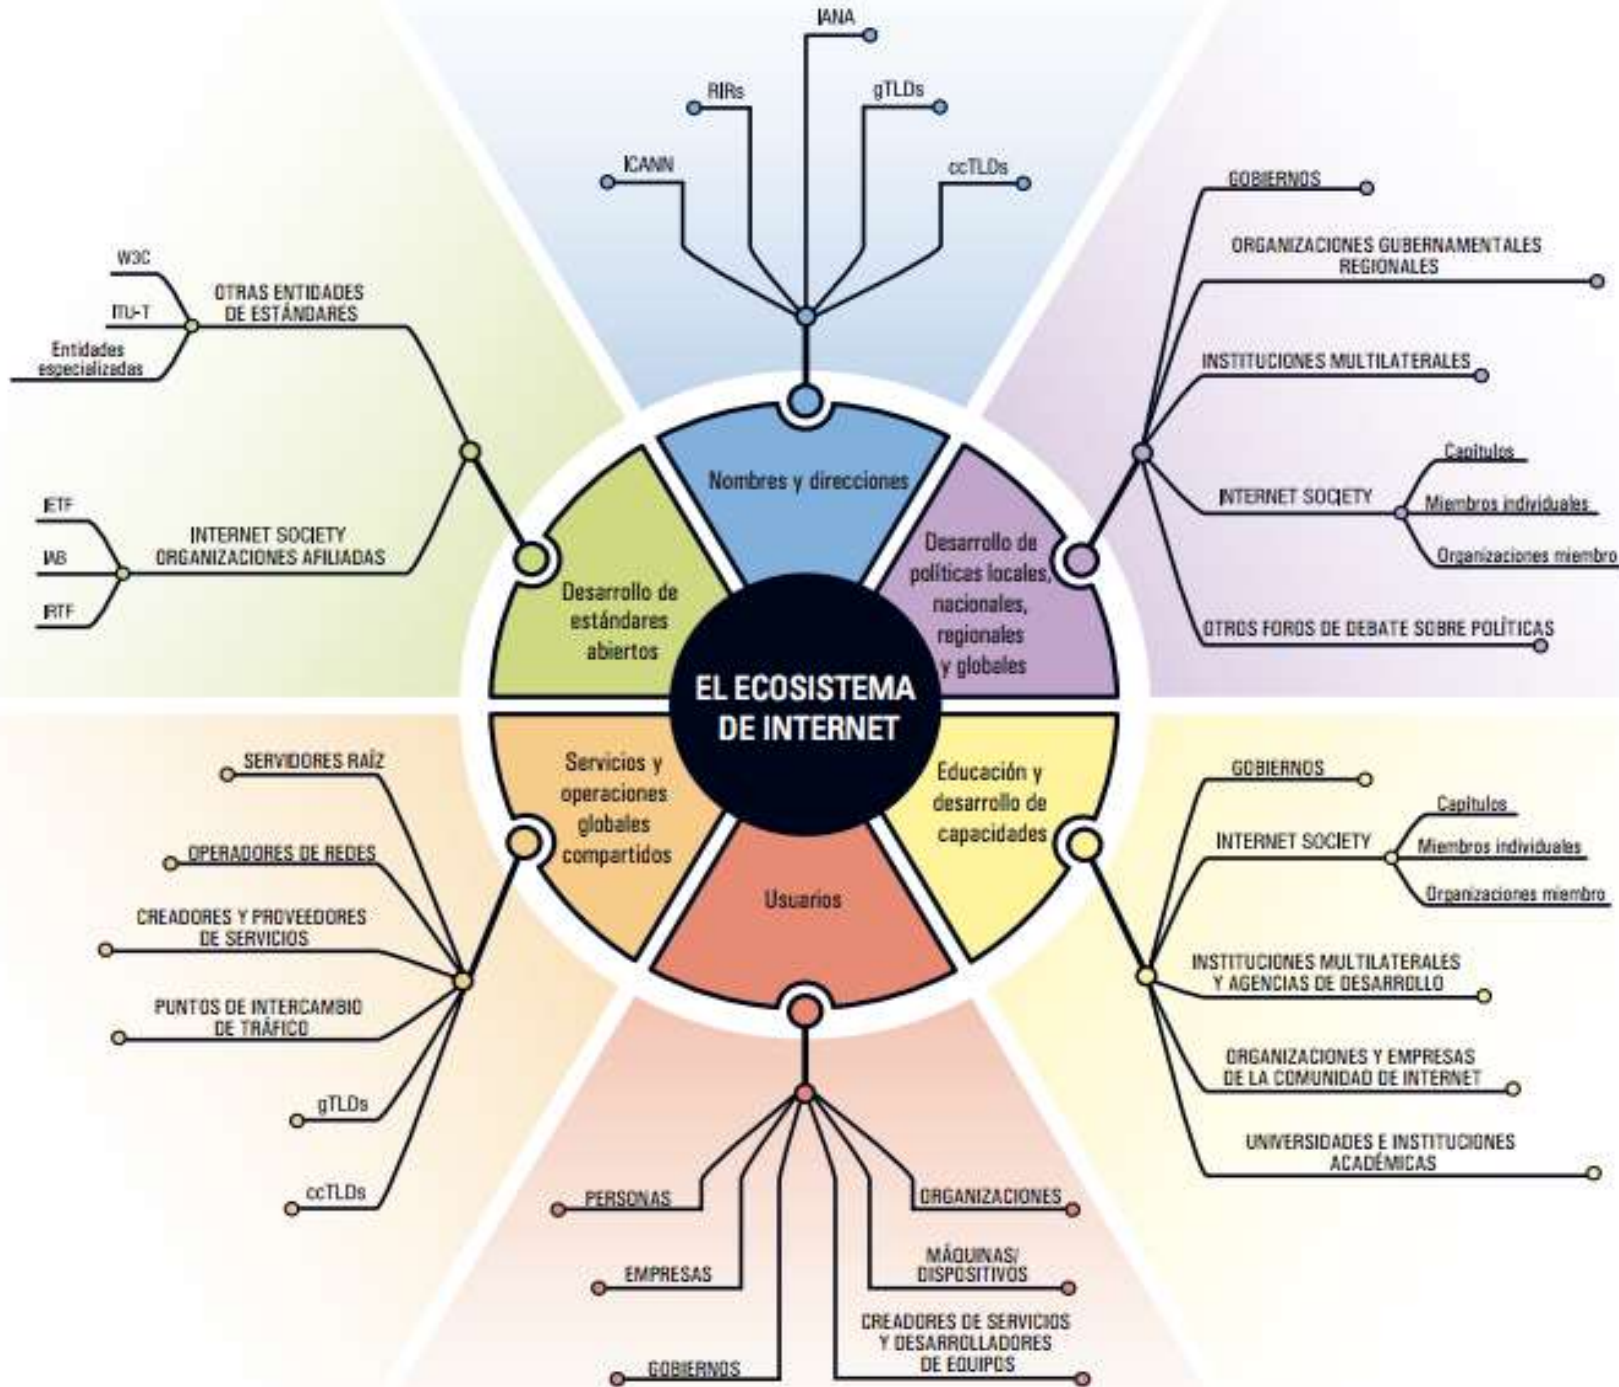 IANA
RIRs
gTLDs
ICANN
ccTLDs
Nombres y direcciones
GOBIERNOS
ORGANIZACIONES GUBERNAMENTALES
REGIONALES
INSTITUCIONES MULTILATERALES
INTERNET SOCIETY
Capítulos
Miembros individuales
Organizaciones miembro
OTROS FOROS DE DEBATE SOBRE POLÍTICAS
Desarrollo de
políticas locales,
nacionales,
regionales
y globales
W3C
ITU-T
Entidades
especializadas
OTRAS ENTIDADES
DE ESTÁNDARES
IETF
IAB
IRTF
INTERNET SOCIETY
ORGANIZACIONES AFILIADAS
Desarrollo de
estándares
abiertos
EL ECOSISTEMA
DE INTERNET
Servicios y
operaciones
globales
compartidos
SERVIDORES RAÍZ
OPERADORES DE REDES
CREADORES Y PROVEEDORES
DE SERVICIOS
PUNTOS DE INTERCAMBIO
DE TRÁFICO
gTLDs
ccTLDs
Usuarios
PERSONAS
EMPRESAS
GOBIERNOS
ORGANIZACIONES
MÁQUINAS/
DISPOSITIVOS
CREADORES DE SERVICIOS
Y DESARROLLADORES
DE EQUIPOS
Educación y
desarrollo de
capacidades
GOBIERNOS
INTERNET SOCIETY
Capítulos
Miembros individuales
Organizaciones miembro
INSTITUCIONES MULTILATERALES
Y AGENCIAS DE DESARROLLO
ORGANIZACIONES Y EMPRESAS
DE LA COMUNIDAD DE INTERNET
UNIVERSIDADES E INSTITUCIONES
ACADÉMICAS